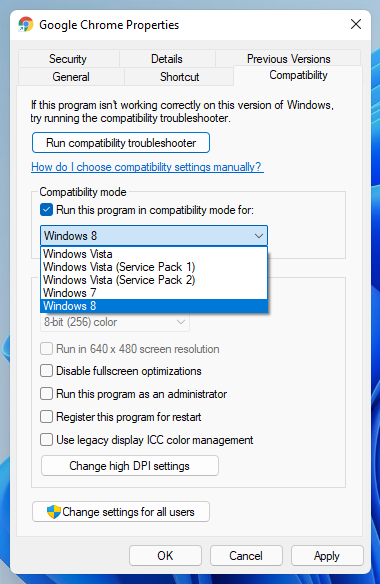 Google Chrome Properties
Security Details Previous Versions
General Shortcut Compatibility
If this program isn't working correctly on this version of Windows,
try running the compatibility troubleshooter.
Run compatibility troubleshooter
How do I choose compatibility settings manually?
Compatibility mode
Run this program in compatibility mode for:
Windows 8
Windows Vista
Windows Vista (Service Pack 1)
Windows Vista (Service Pack 2)
Windows 7
Windows 8
8-bit (256) color
Run in 640 x 480 screen resolution
Disable fullscreen optimizations
Run this program as an administrator
Register this program for restart
Use legacy display ICC color management
Change high DPI settings
Change settings for all users
OK Cancel Apply